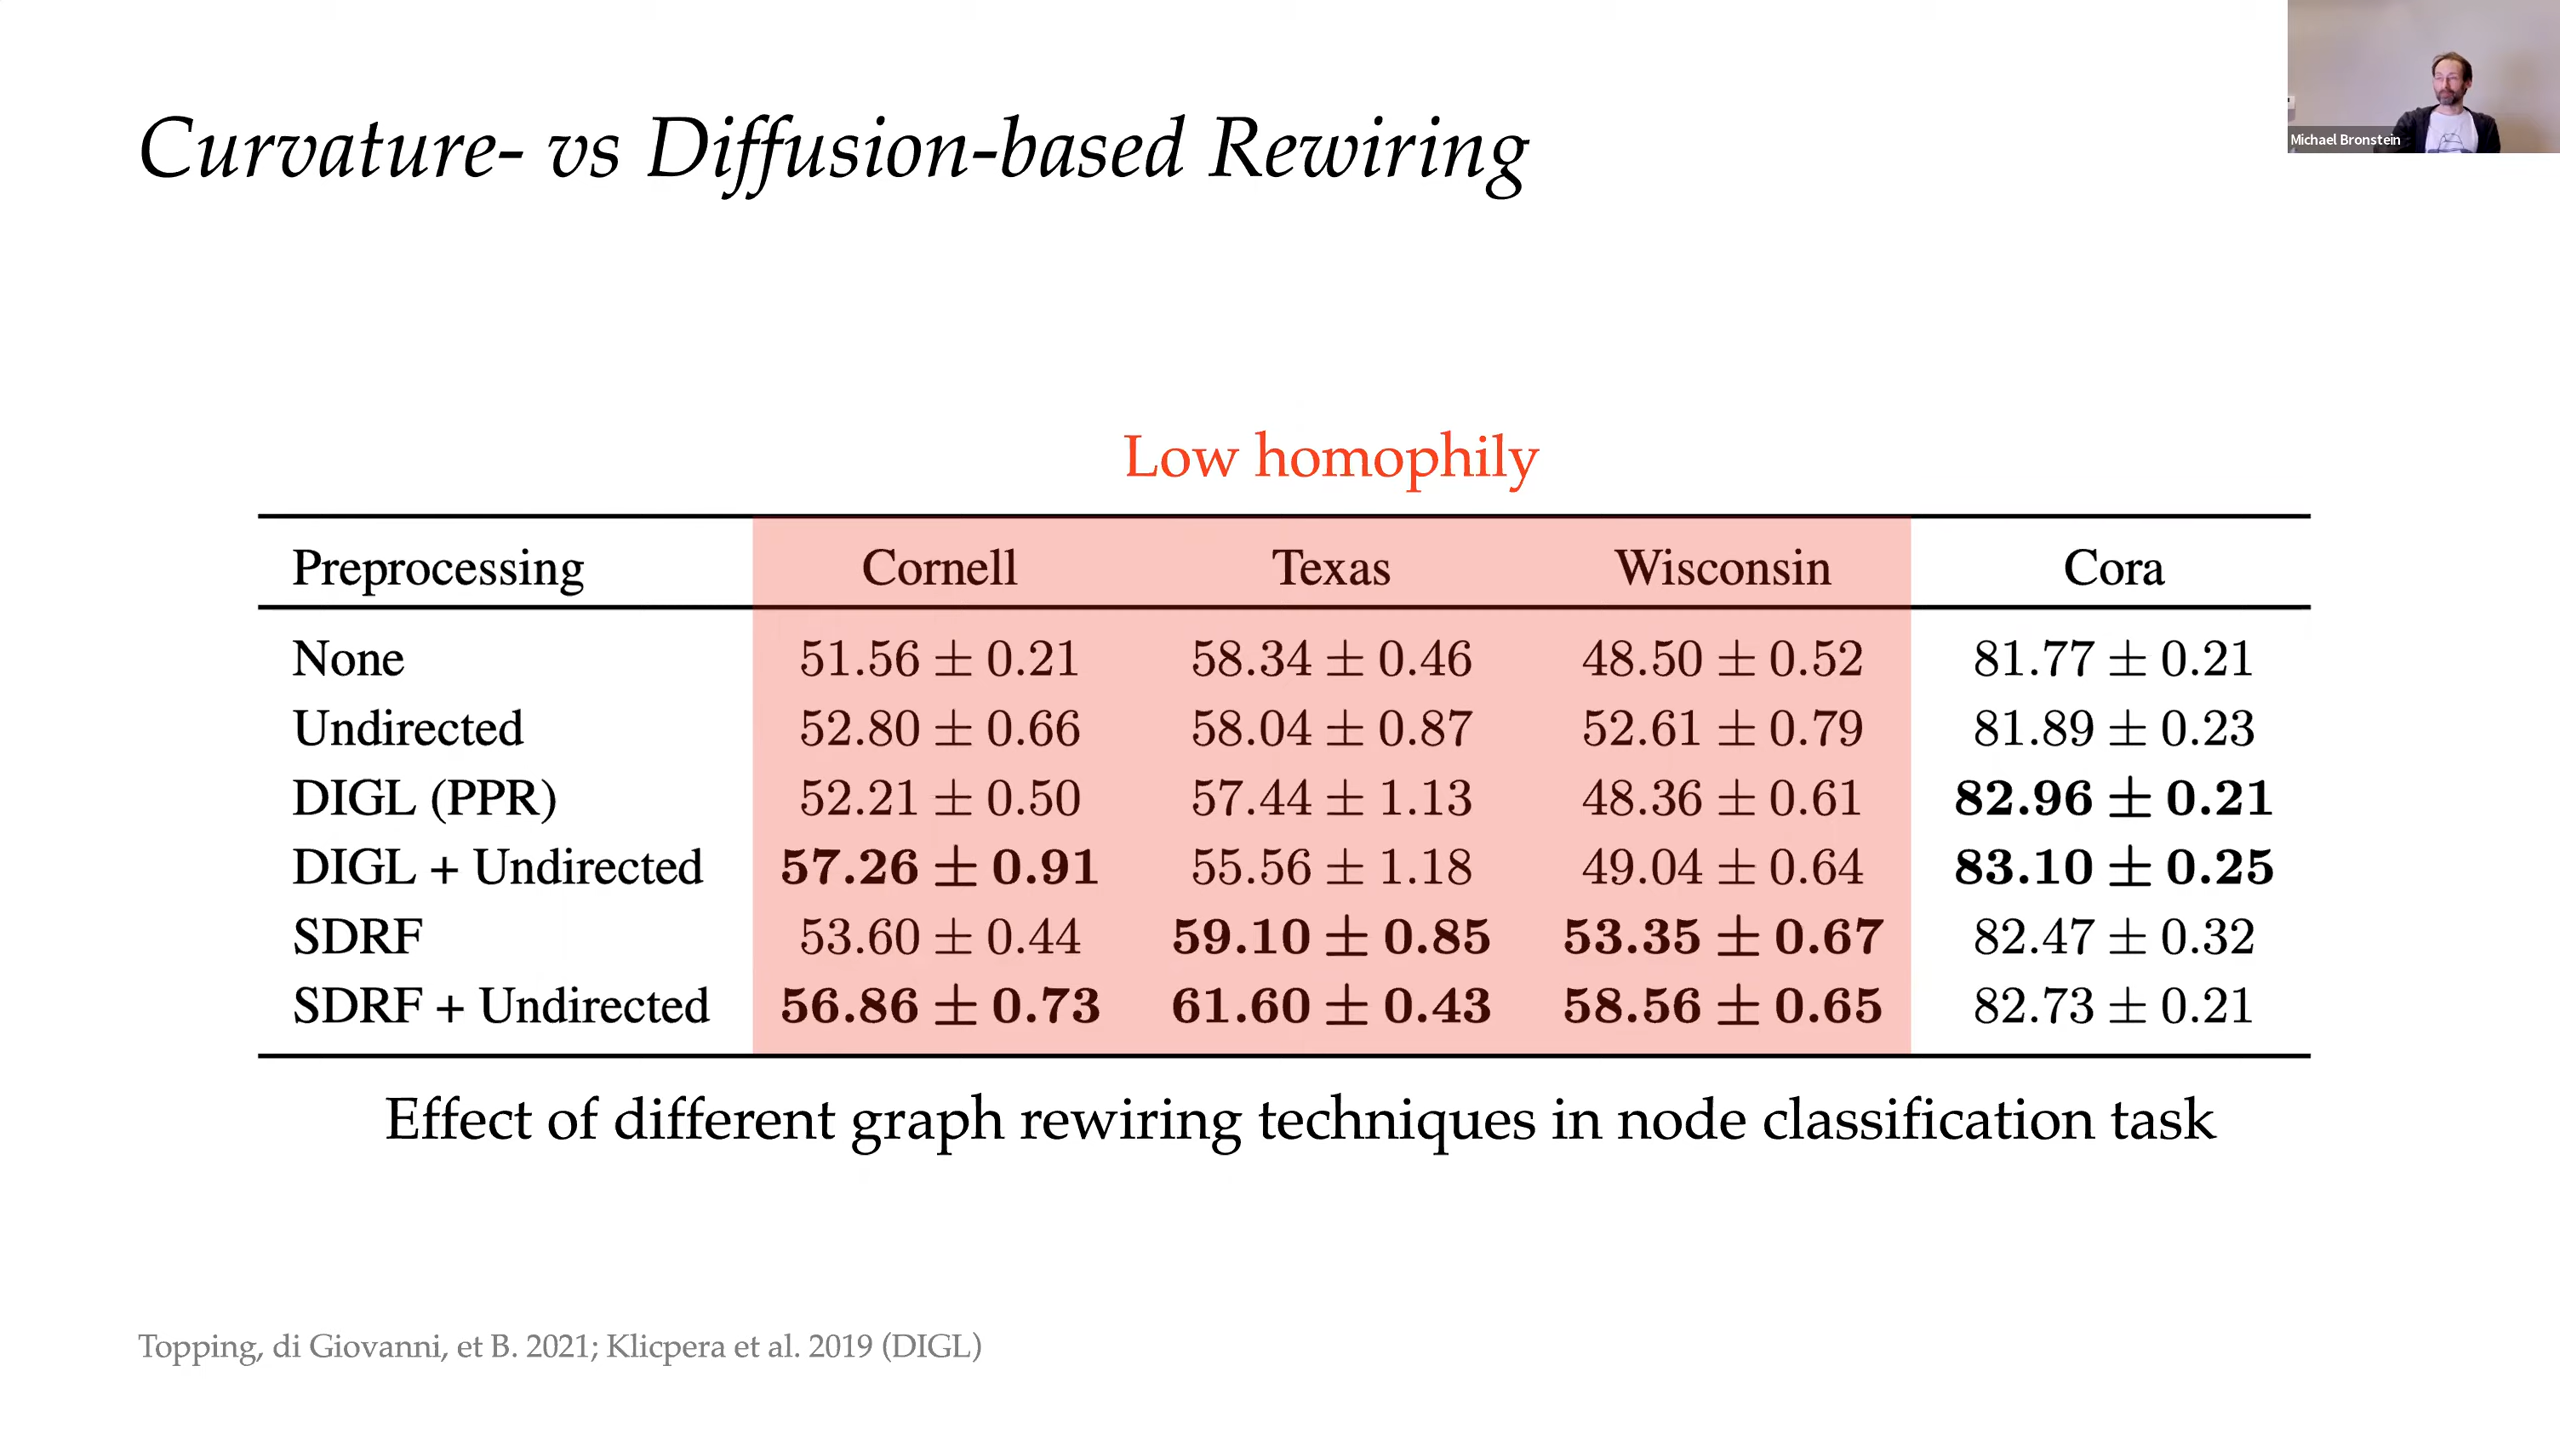 Curvature- vs Diffusion-based Rewiring
Michael Bronstein
Low homophily
Preprocessing Cornell Texas Wisconsin Cora
None 51.56 ± 0.21 58.34 ± 0.46 48.50 ± 0.52 81.77 ± 0.21
Undirected 52.80 ± 0.66 58.04 ± 0.87 52.61 ± 0.79 81.89 ± 0.23
DIGL (PPR) 52.21 ± 0.50 57.44 ± 1.13 48.36 ± 0.61 82.96 ± 0.21
DIGL + Undirected 57.26 ± 0.91 55.56 ± 1.18 49.04 ± 0.64 83.10 ± 0.25
SDRF 53.60 ± 0.44 59.10 ± 0.85 53.35 ± 0.67 82.47 ± 0.32
SDRF + Undirected 56.86 ± 0.73 61.60 ± 0.43 58.56 ± 0.65 82.73 ± 0.21
Effect of different graph rewiring techniques in node classification task
Topping, di Giovanni, et B. 2021; Klicpera et al. 2019 (DIGL)